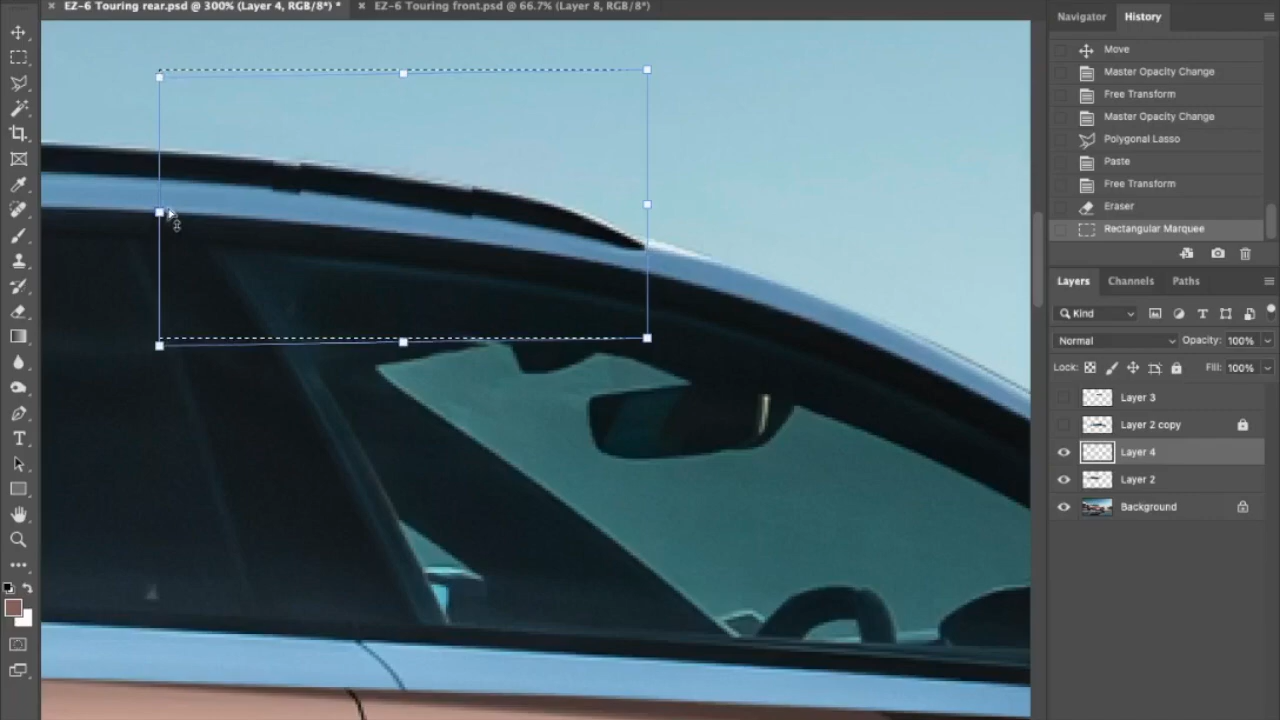 EZ-6 Touring rear.psd @ 300% (Layer 4, RGB/8*) *
EZ-6 Touring front.psd @ 66.7% (Layer 8, RGB/8*)
Navigator
History
Move
Master Opacity Change
Free Transform
Master Opacity Change
Polygonal Lasso
Paste
Free Transform
Eraser
Rectangular Marquee
Layers
Channels
Paths
Kind
Normal
Opacity: 100%
Lock:
Fill: 100%
Layer 3
Layer 2 copy
Layer 4
Layer 2
Background